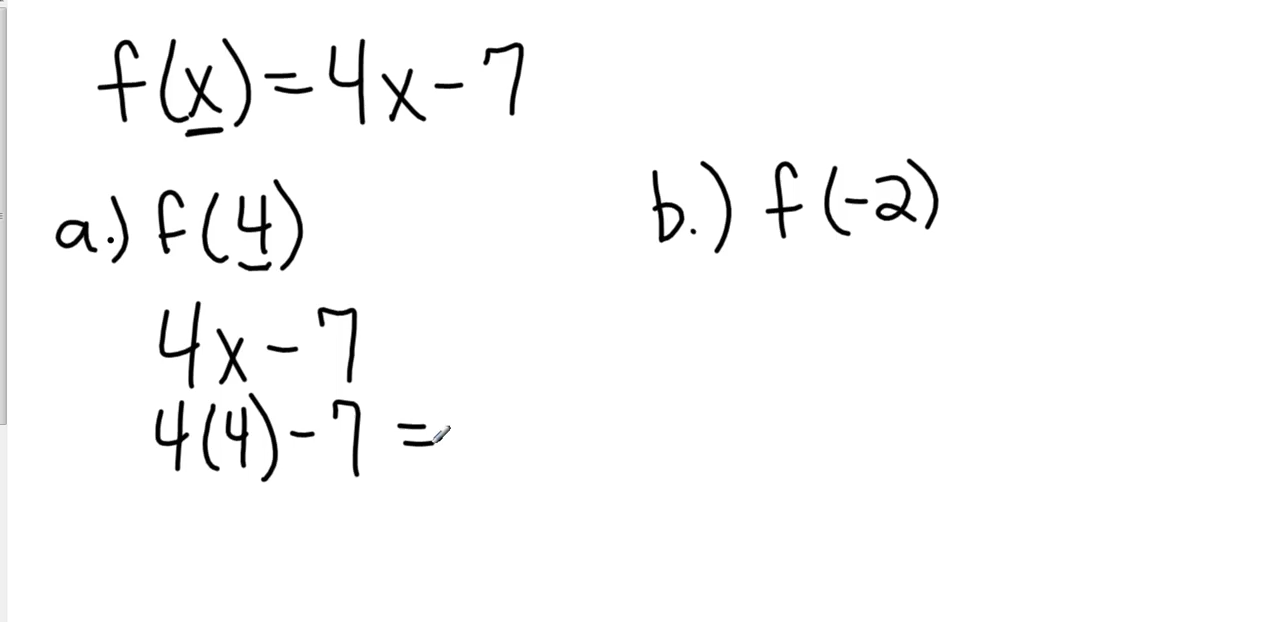 f(x)=4x-7
a.) f(4)
4x-7
4(4)-7 =
b.) f(-2)